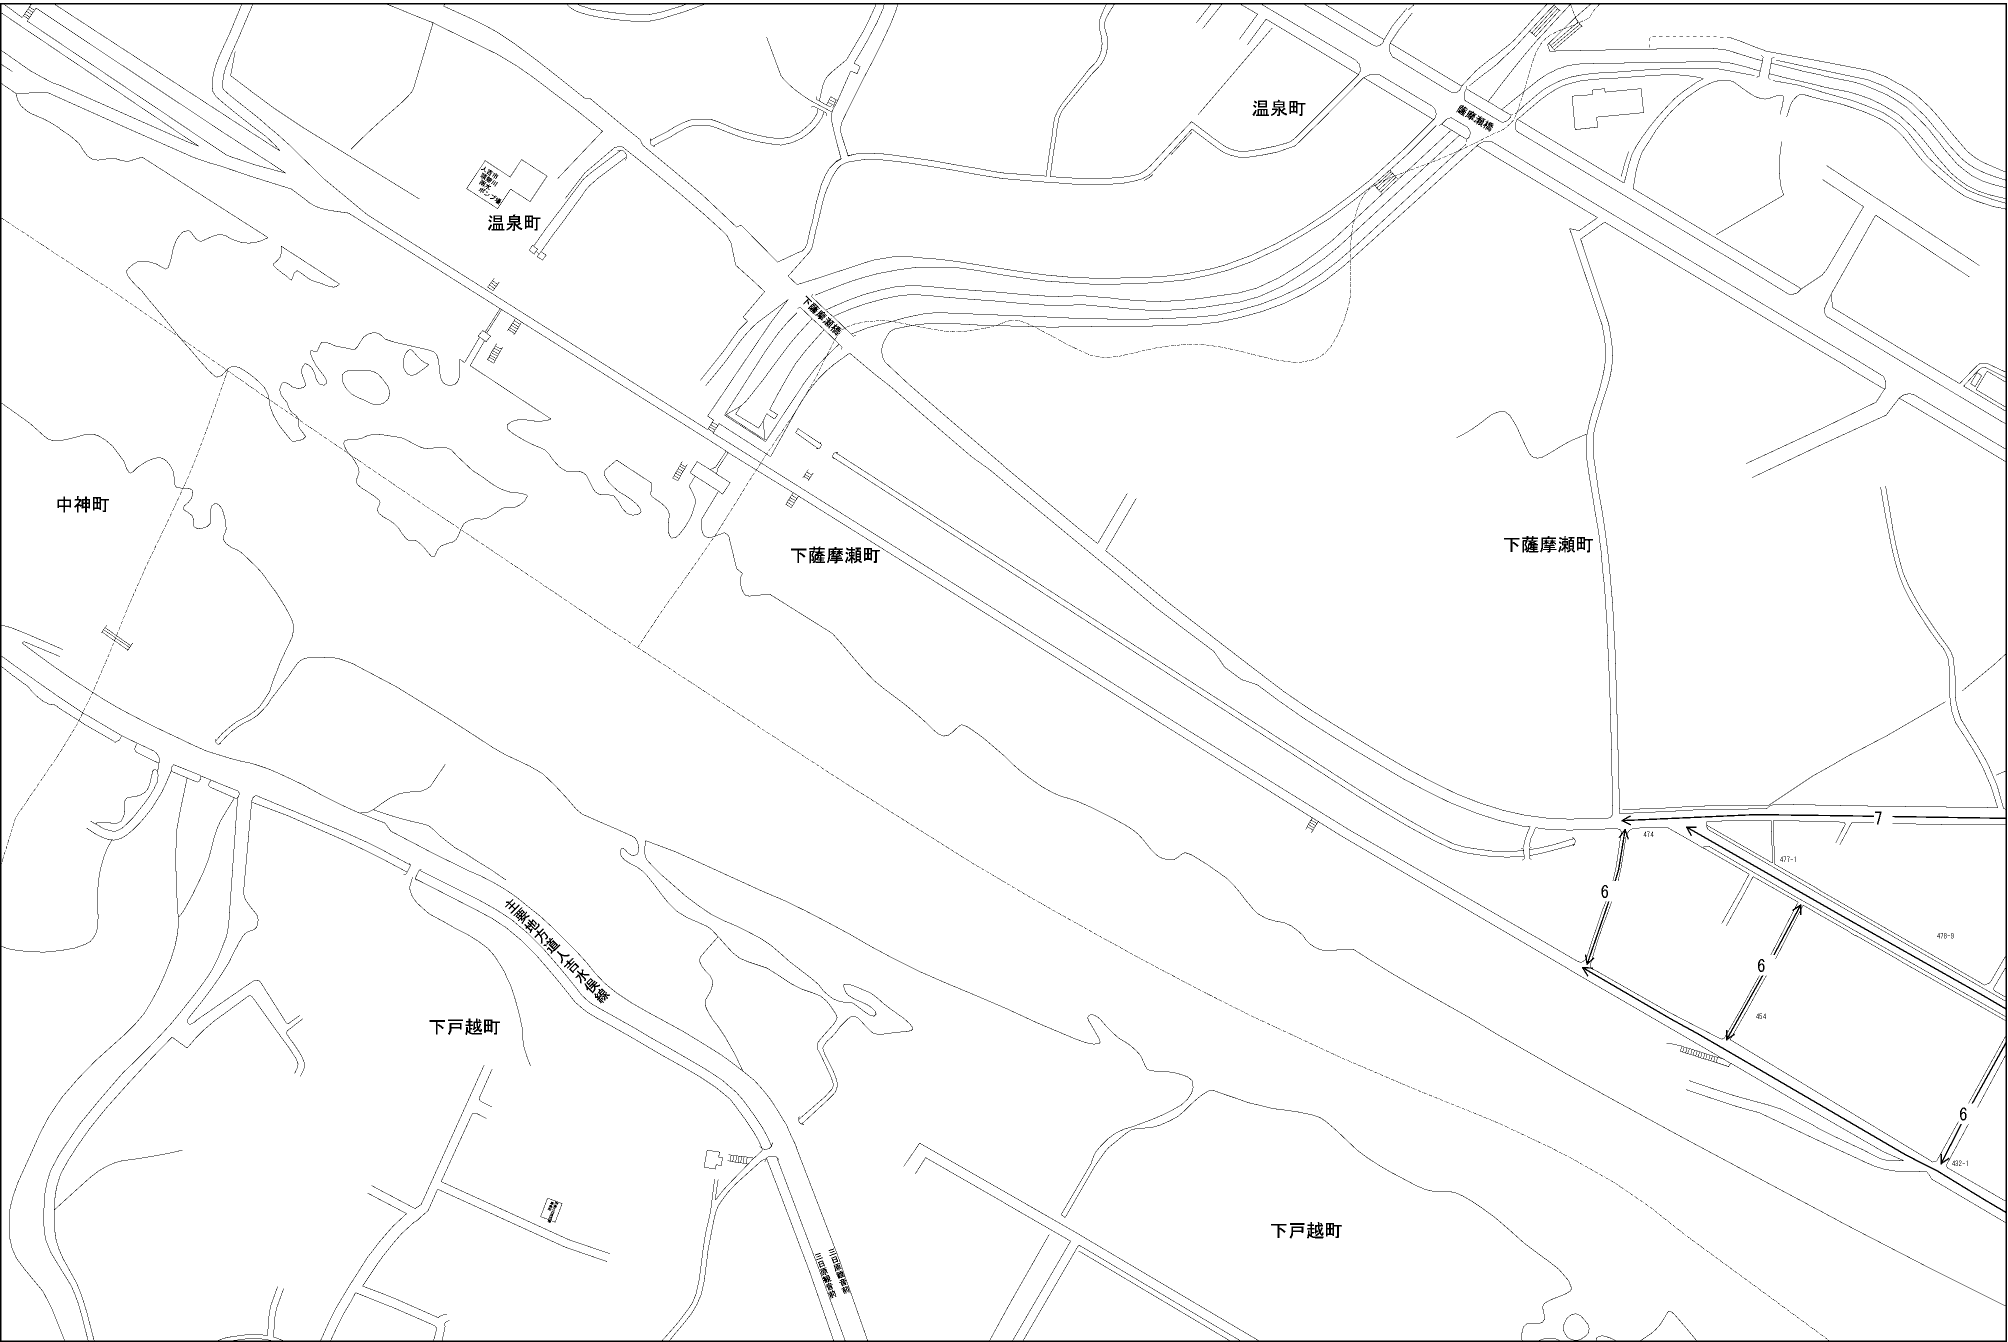 温泉町
薩摩瀬橋
温泉町
下薩摩瀬橋
中神町
下薩摩瀬町
下薩摩瀬町
7
474
477-1
6
478-9
6
454
6
432-1
主要地方道人吉水俣線
下戸越町
下戸越町